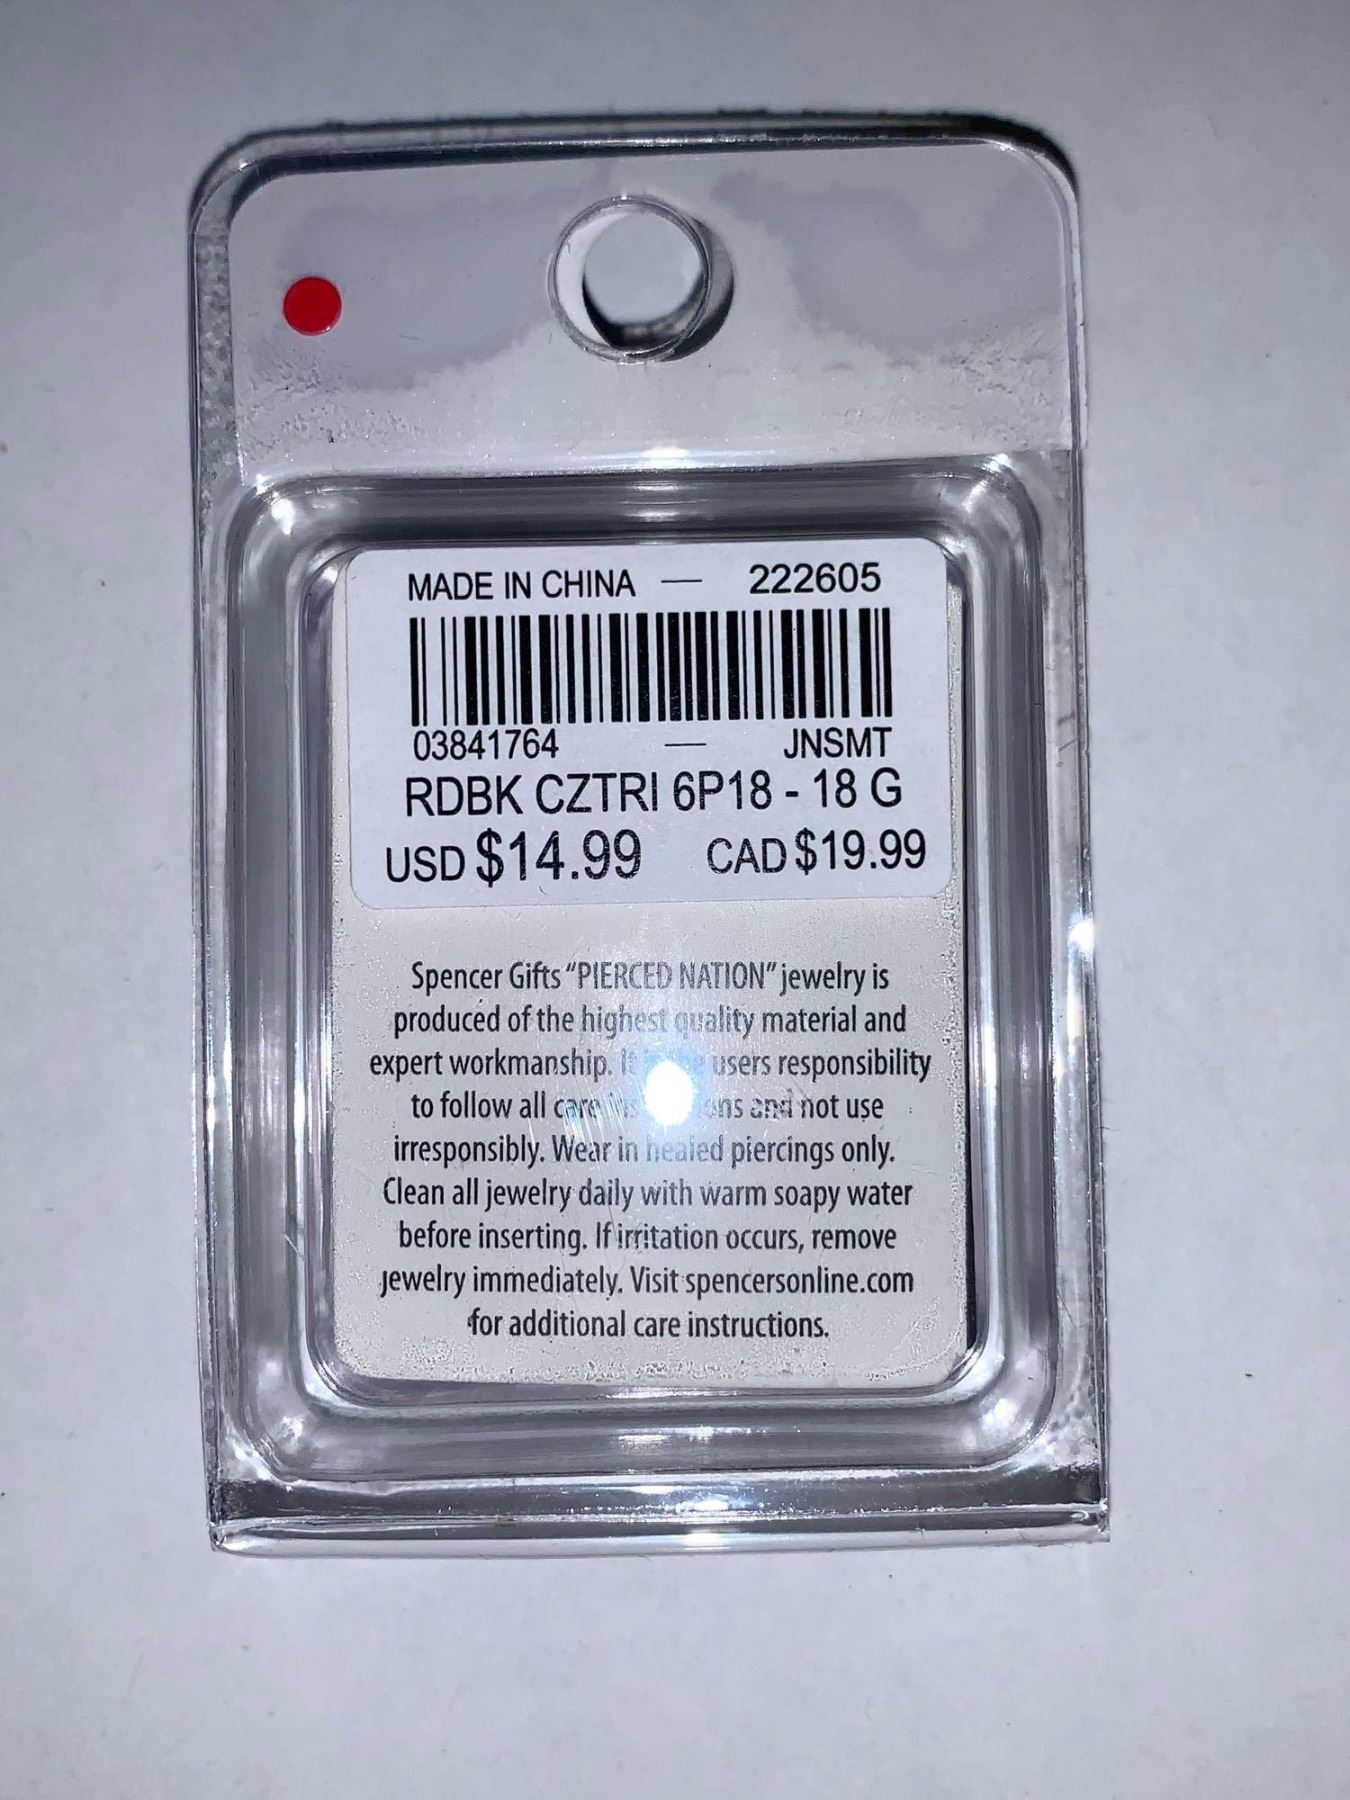 MADE IN CHINA — 222605
03841764 — JNSMT
RDBK CZTRI 6P18 - 18 G
USD $14.99 CAD $19.99
Spencer Gifts “PIERCED NATION” jewelry is
produced of the highest quality material and
expert workmanship. users responsibility
to follow all care and not use
irresponsibly. Wear in healed piercings only.
Clean all jewelry daily with warm soapy water
before inserting. If irritation occurs, remove
jewelry immediately. Visit spencersonline.com
for additional care instructions.